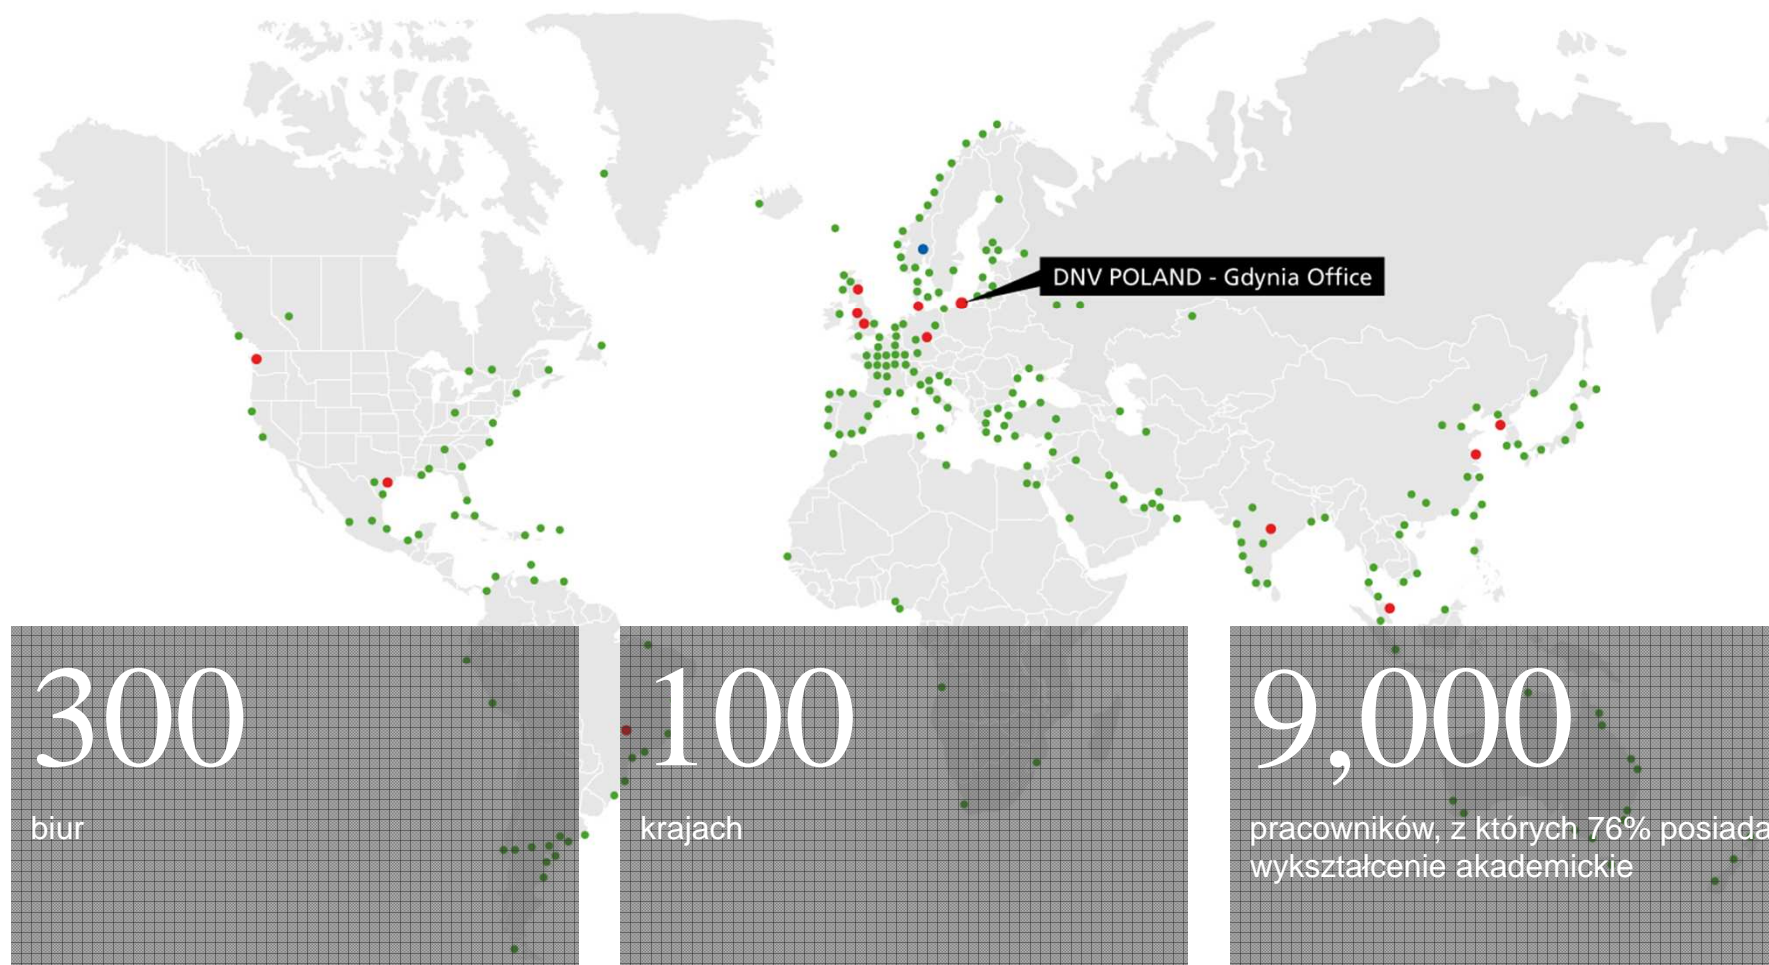 DNV POLAND - Gdynia Office
300
biur
100
krajach
9,000
pracowników, z których 76% posiada
wykształcenie akademickie